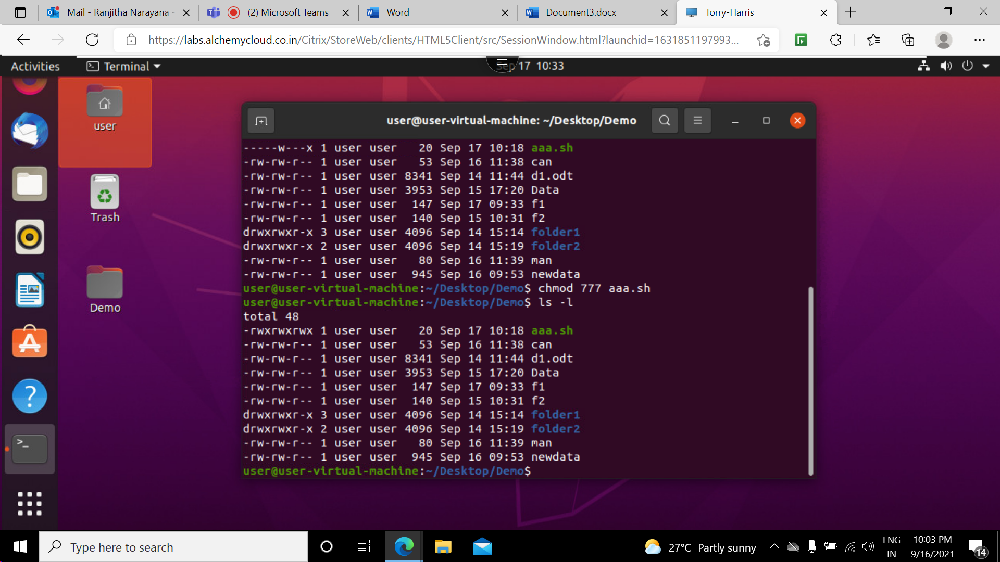 Mail - Ranjitha Narayana -
(2) Microsoft Teams
Word
Document3.docx
Torry-Harris
https://labs.alchemycloud.co.in/Citrix/StoreWeb/clients/HTML5Client/src/SessionWindow.html?launchid=1631851197993...
Activities
Terminal
Sep 17 10:33
user
Trash
Demo
user@user-virtual-machine: ~/Desktop/Demo
-----w---x 1 user user   20 Sep 17 10:18 aaa.sh
-rw-rw-r-- 1 user user   53 Sep 16 11:38 can
-rw-rw-r-- 1 user user 8341 Sep 14 11:44 d1.odt
-rw-rw-r-- 1 user user 3953 Sep 15 17:20 Data
-rw-rw-r-- 1 user user  147 Sep 17 09:33 f1
-rw-rw-r-- 1 user user  140 Sep 15 10:31 f2
drwxrwxr-x 3 user user 4096 Sep 14 15:14 folder1
drwxrwxr-x 2 user user 4096 Sep 14 15:19 folder2
-rw-rw-r-- 1 user user   80 Sep 16 11:39 man
-rw-rw-r-- 1 user user  945 Sep 16 09:53 newdata
user@user-virtual-machine:~/Desktop/Demo$ chmod 777 aaa.sh
user@user-virtual-machine:~/Desktop/Demo$ ls -l
total 48
-rwxrwxrwx 1 user user   20 Sep 17 10:18 aaa.sh
-rw-rw-r-- 1 user user   53 Sep 16 11:38 can
-rw-rw-r-- 1 user user 8341 Sep 14 11:44 d1.odt
-rw-rw-r-- 1 user user 3953 Sep 15 17:20 Data
-rw-rw-r-- 1 user user  147 Sep 17 09:33 f1
-rw-rw-r-- 1 user user  140 Sep 15 10:31 f2
drwxrwxr-x 3 user user 4096 Sep 14 15:14 folder1
drwxrwxr-x 2 user user 4096 Sep 14 15:19 folder2
-rw-rw-r-- 1 user user   80 Sep 16 11:39 man
-rw-rw-r-- 1 user user  945 Sep 16 09:53 newdata
user@user-virtual-machine:~/Desktop/Demo$
Type here to search
27°C Partly sunny
ENG
IN
10:03 PM
9/16/2021
14